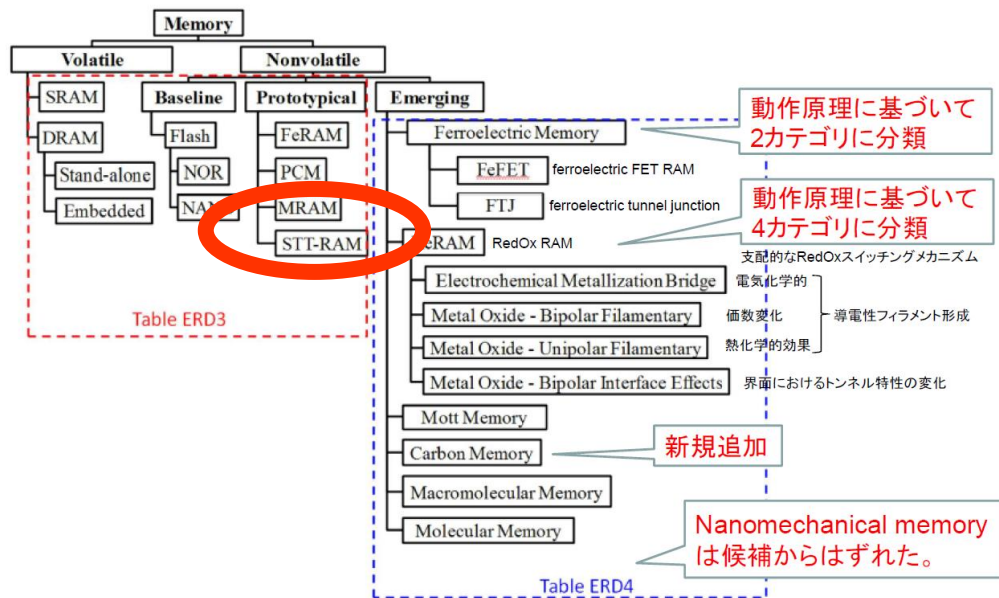 Memory
Volatile
Nonvolatile
SRAM
DRAM
Stand-alone
Embedded
Baseline
Flash
NOR
NAN
Prototypical
FeRAM
PCM
MRAM
STT-RAM
Table ERD3
Emerging
Ferroelectric Memory
FeFET
ferroelectric FET RAM
FTJ
ferroelectric tunnel junction
動作原理に基づいて
2カテゴリに分類
eRAM
RedOx RAM
動作原理に基づいて
4カテゴリに分類
支配的なRedOxスイッチングメカニズム
Electrochemical Metallization Bridge
電気化学的
Metal Oxide - Bipolar Filamentary
価数変化
導電性フィラメント形成
Metal Oxide - Unipolar Filamentary
熱化学的効果
Metal Oxide - Bipolar Interface Effects
界面におけるトンネル特性の変化
Mott Memory
Carbon Memory
新規追加
Macromolecular Memory
Molecular Memory
Nanomechanical memory
は候補からはずれた。
Table ERD4